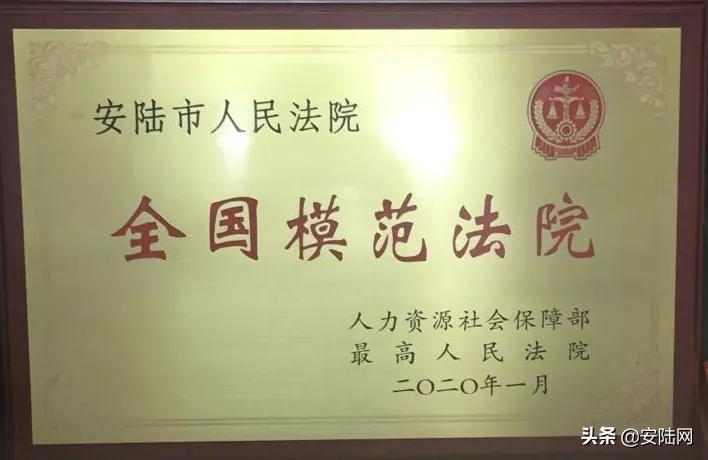 安陆市人民法院
全国模范法院
人力资源社会保障部
最高人民法院
二〇二〇年一月
头条 @安陆网